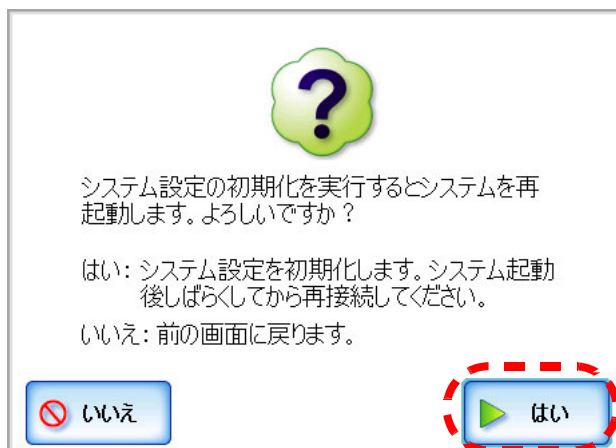 システム設定の初期化を実行するとシステムを再
起動します。よろしいですか？
はい：システム設定を初期化します。システム起動
後しばらくしてから再接続してください。
いいえ：前の画面に戻ります。
いいえ
はい